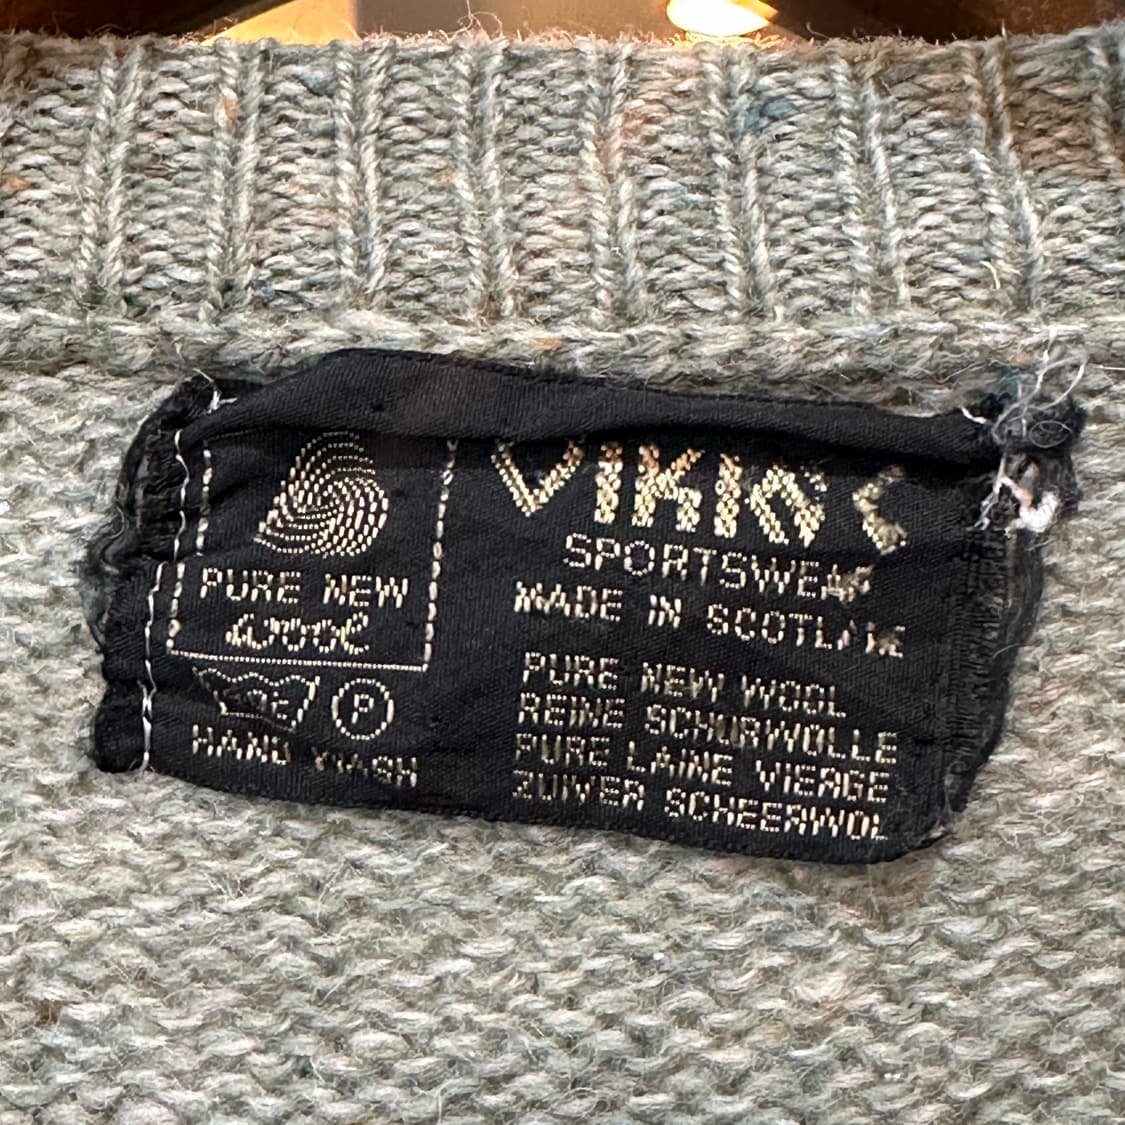 PURE NEW
WOOL
P
HAND WASH
VIKING
SPORTSWEAR
MADE IN SCOTLAND
PURE NEW WOOL
REINE SCHURWOLLE
PURE LAINE VIERGE
ZUIVER SCHEERWOL